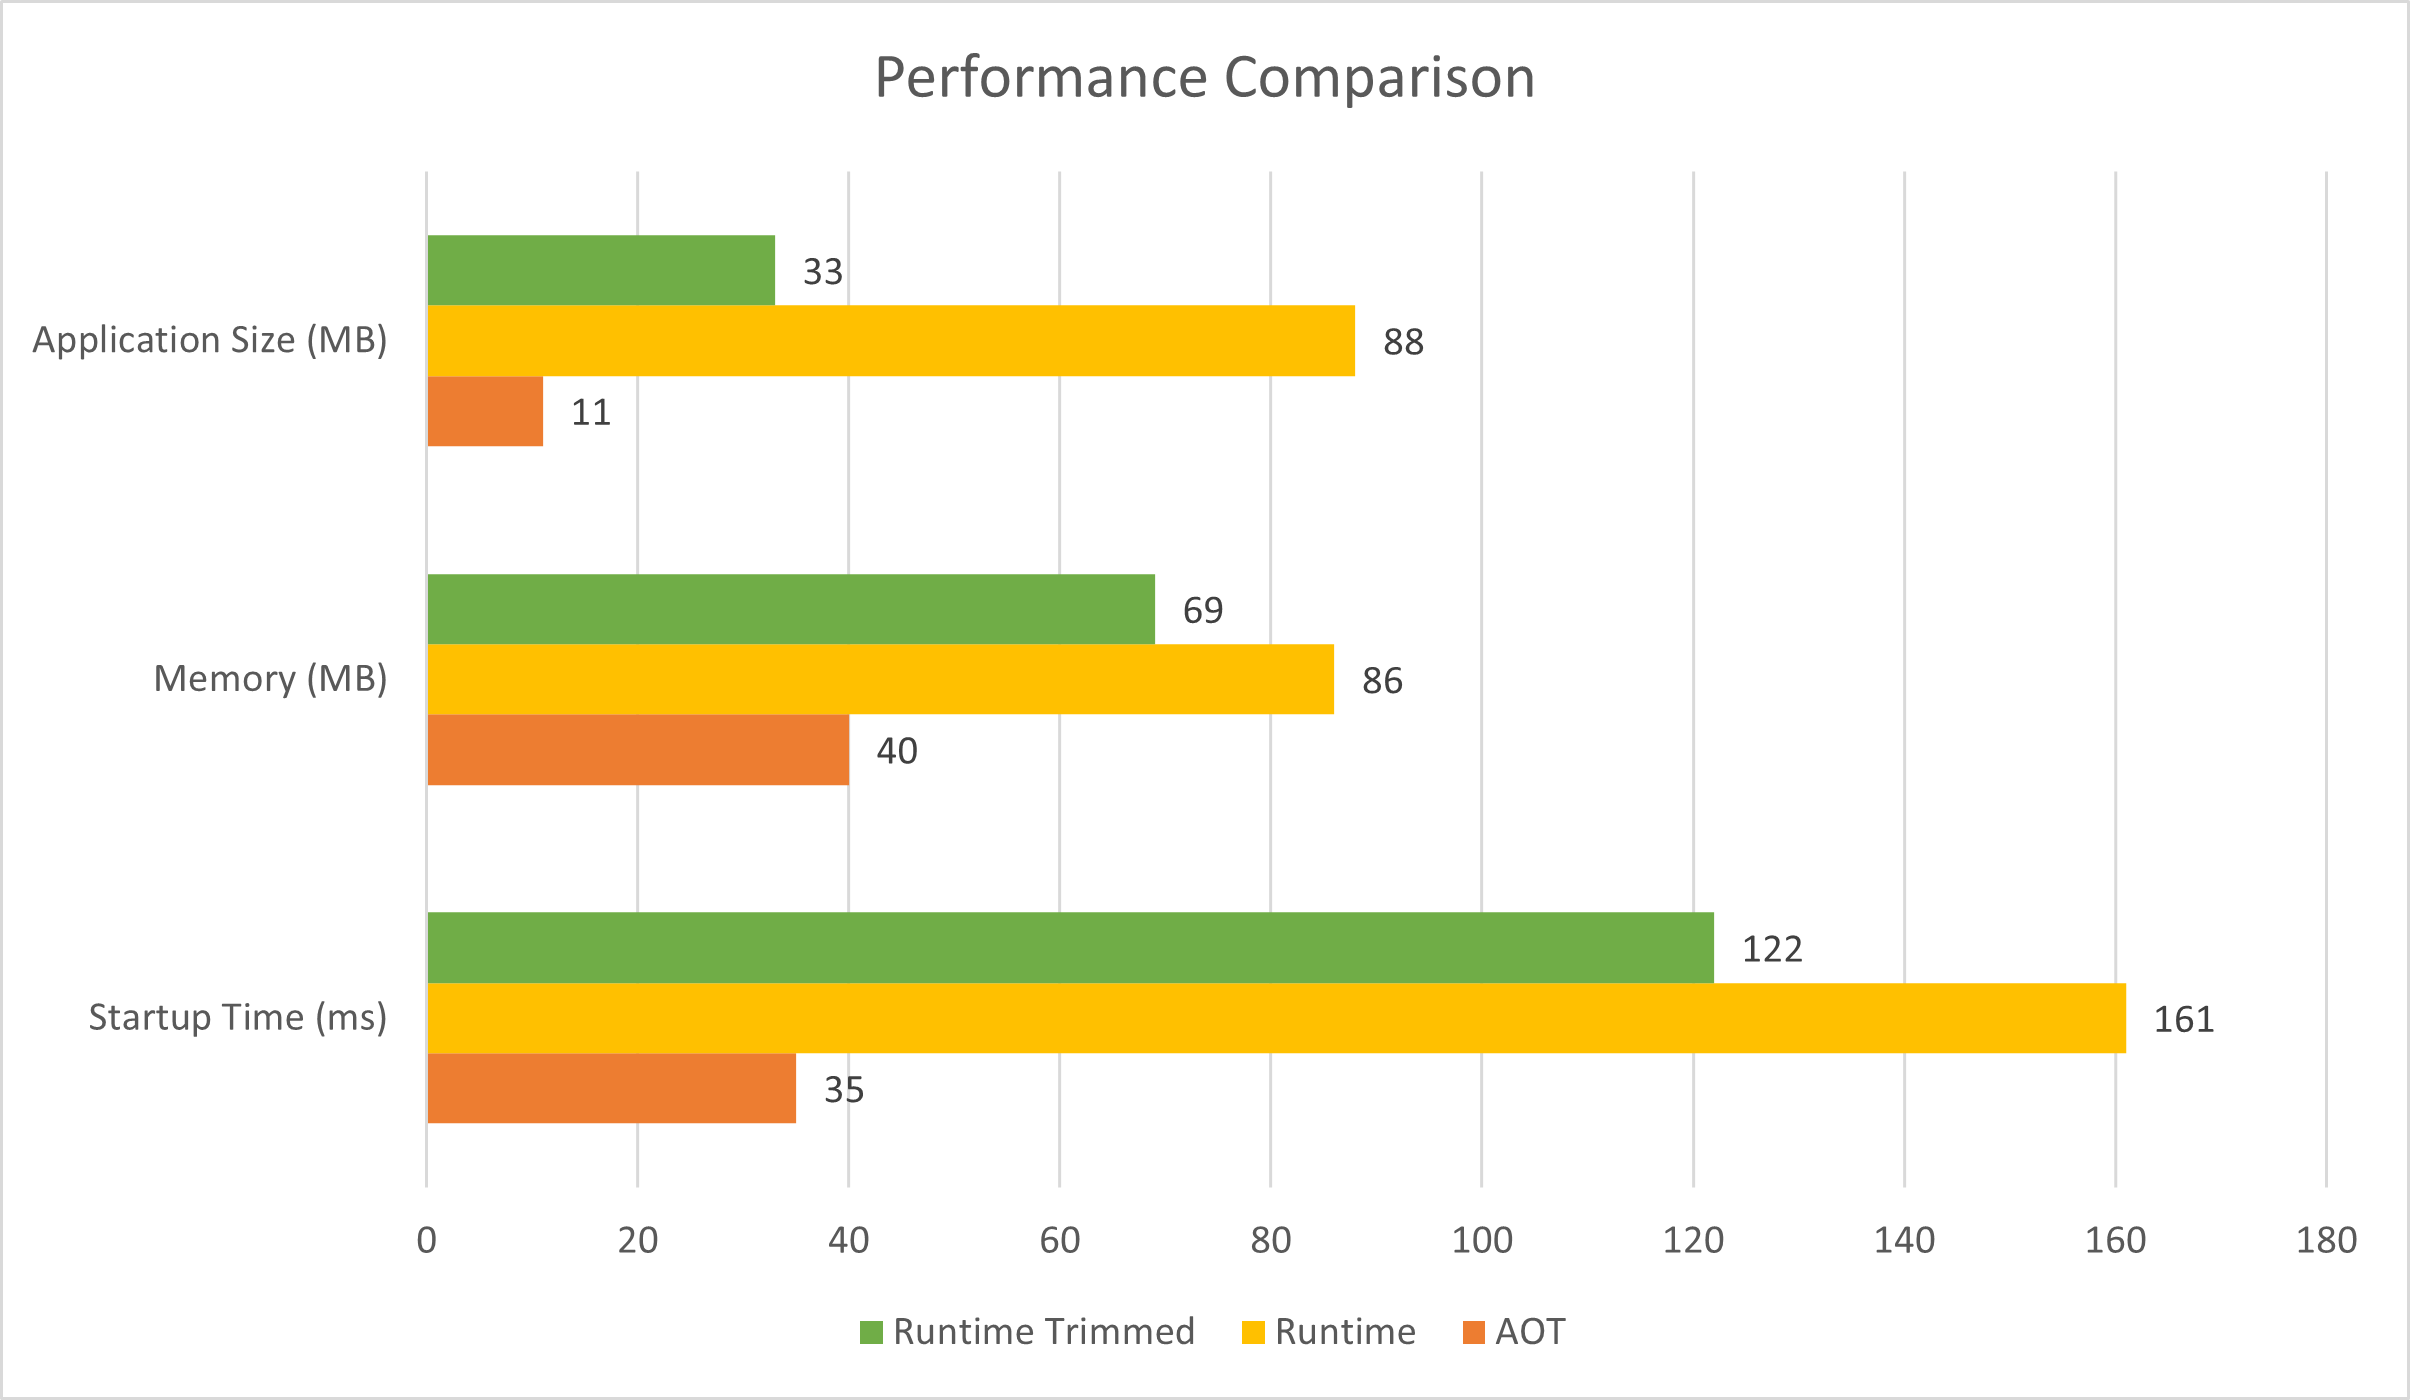 Performance Comparison
33
Application Size (MB)
88
11
69
Memory (MB)
86
40
122
Startup Time (ms)
161
35
0 20 40 60 80 100 120 140 160 180
Runtime Trimmed Runtime AOT